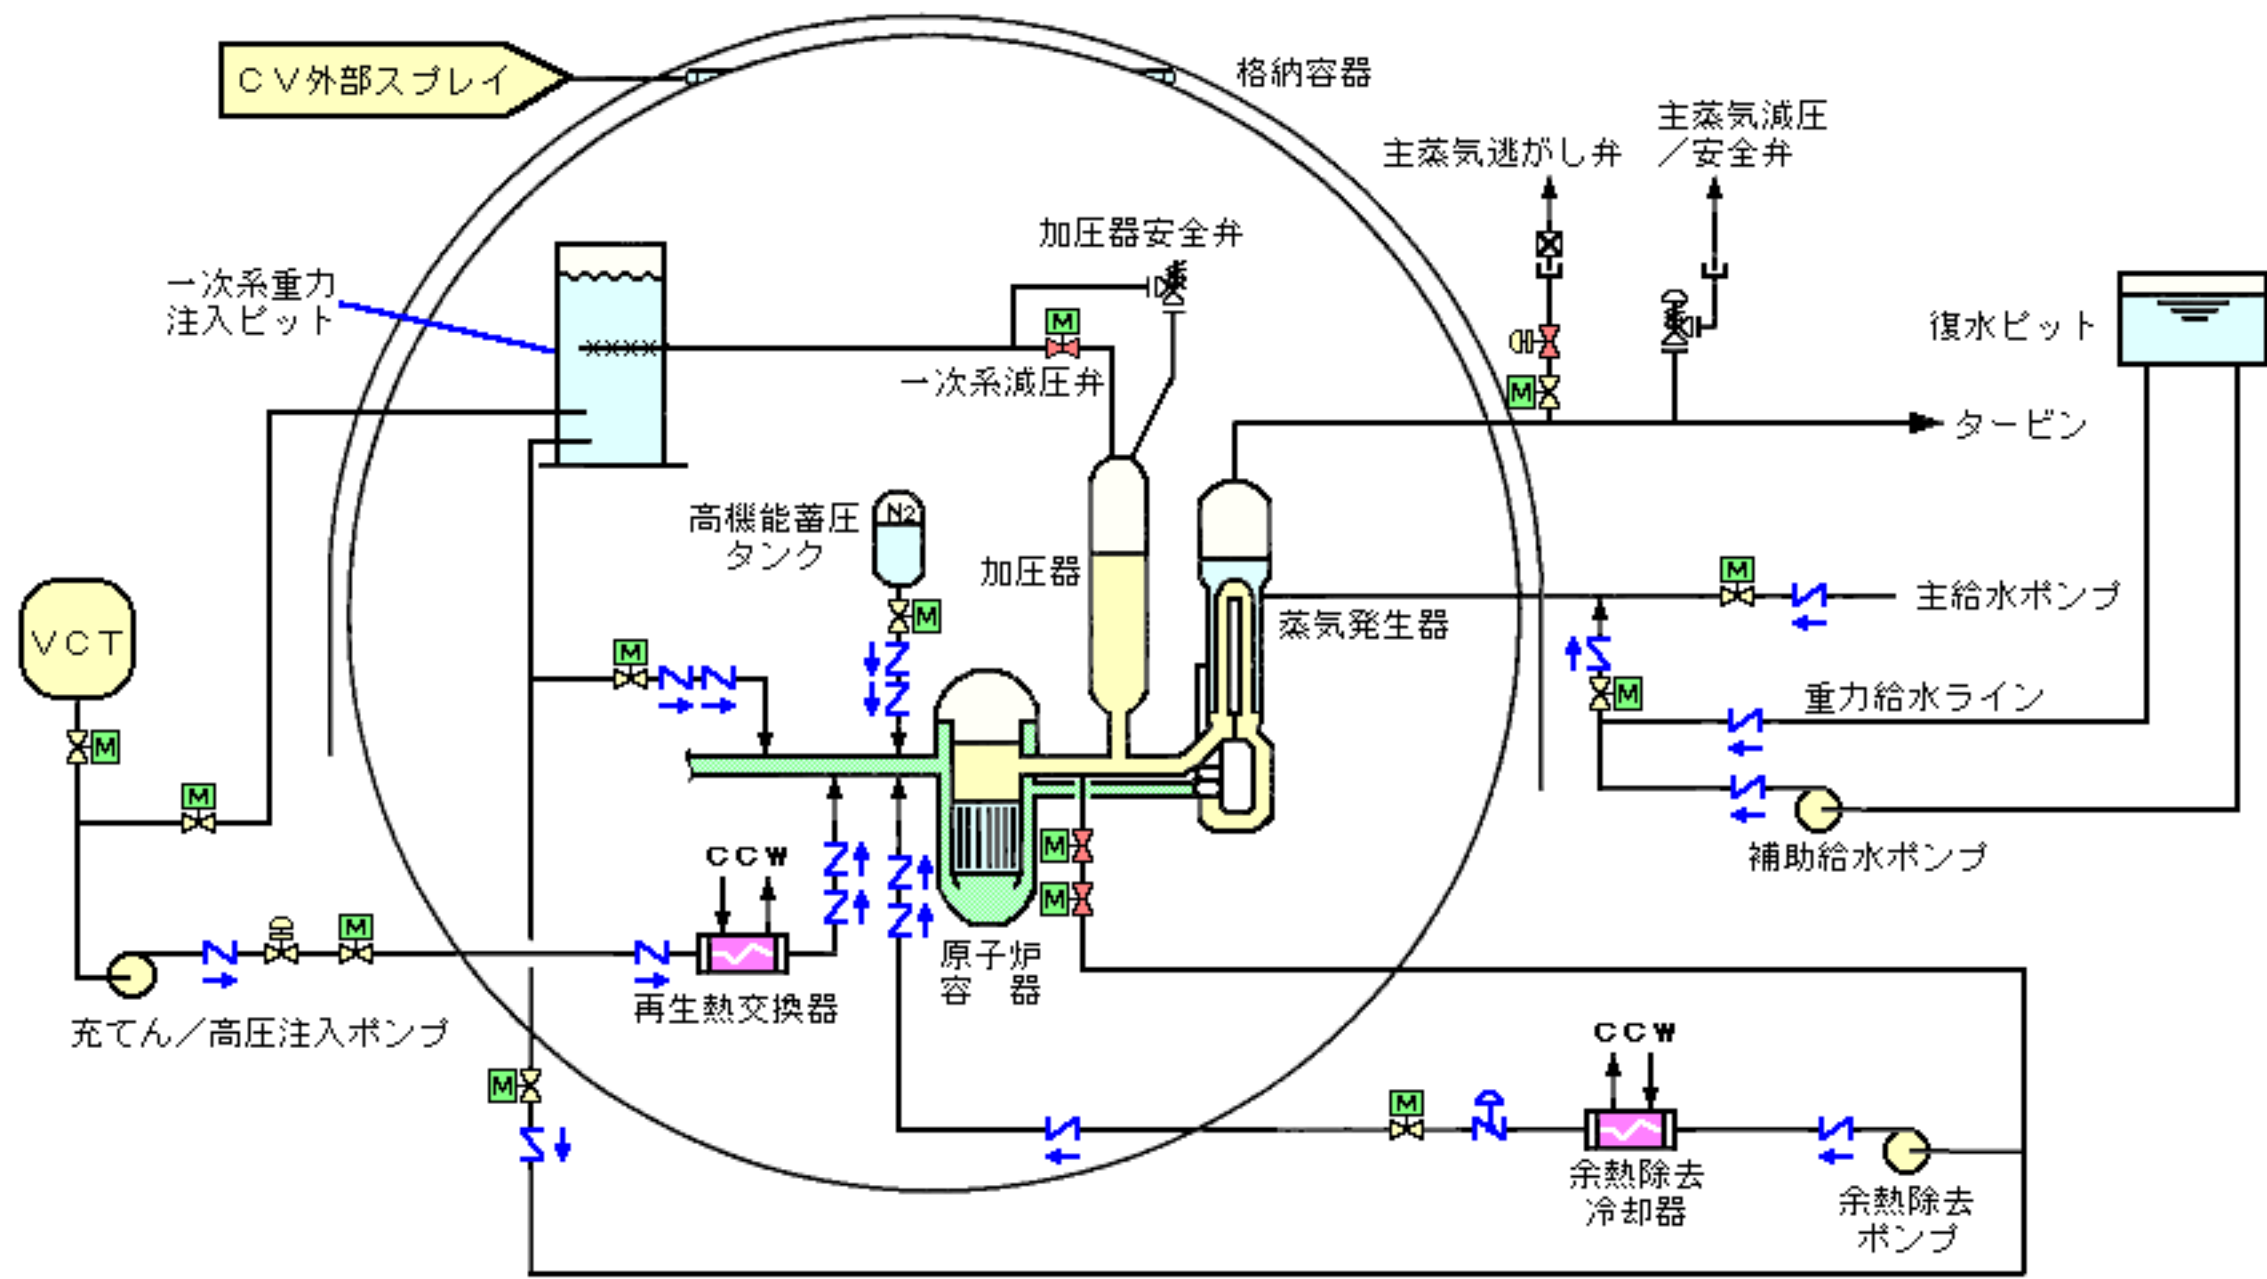 CV外部スプレイ
格納容器
主蒸気減圧
/安全弁
主蒸気逃がし弁
加圧器安全弁
一次系重力
注入ピット
M
復水ピット
一次系減圧弁
M
タービン
高機能蓄圧
タンク
N2
加圧器
M
主給水ポンプ
M
蒸気発生器
VCT
M
M
重力給水ライン
M
M
CCW
M
M
補助給水ポンプ
M
原子炉
容 器
再生熱交換器
充てん/高圧注入ポンプ
CCW
M
M
余熱除去
冷却器
余熱除去
ポンプ